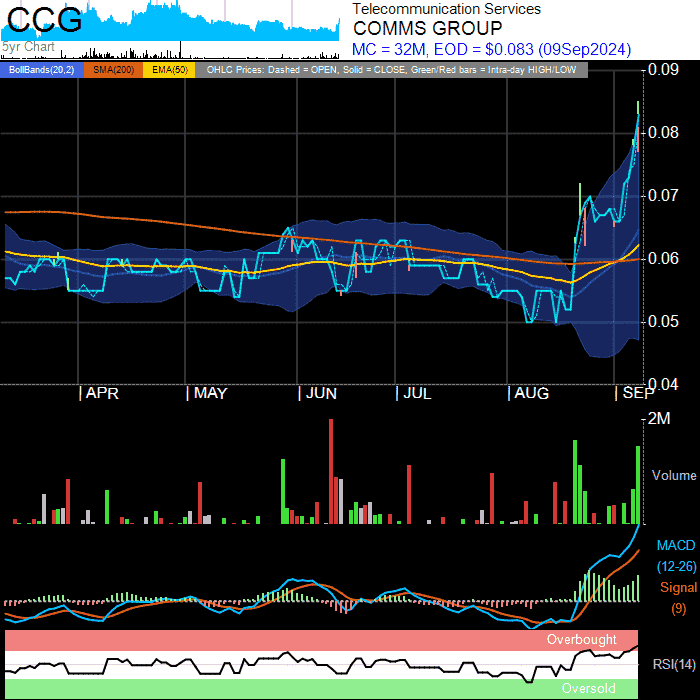 CCG
5yr Chart
Telecommunication Services
COMMS GROUP
MC = 32M, EOD = $0.083 (09Sep2024)
BollBands(20,2) SMA(200) EMA(50) OHLC Prices: Dashed = OPEN, Solid = CLOSE, Green/Red bars = Intra-day HIGH/LOW
0.09
0.08
0.07
0.06
0.05
0.04
| APR | MAY | JUN | JUL | AUG | SEP
2M
Volume
MACD
(12-26)
Signal
(9)
Overbought
RSI(14)
Oversold